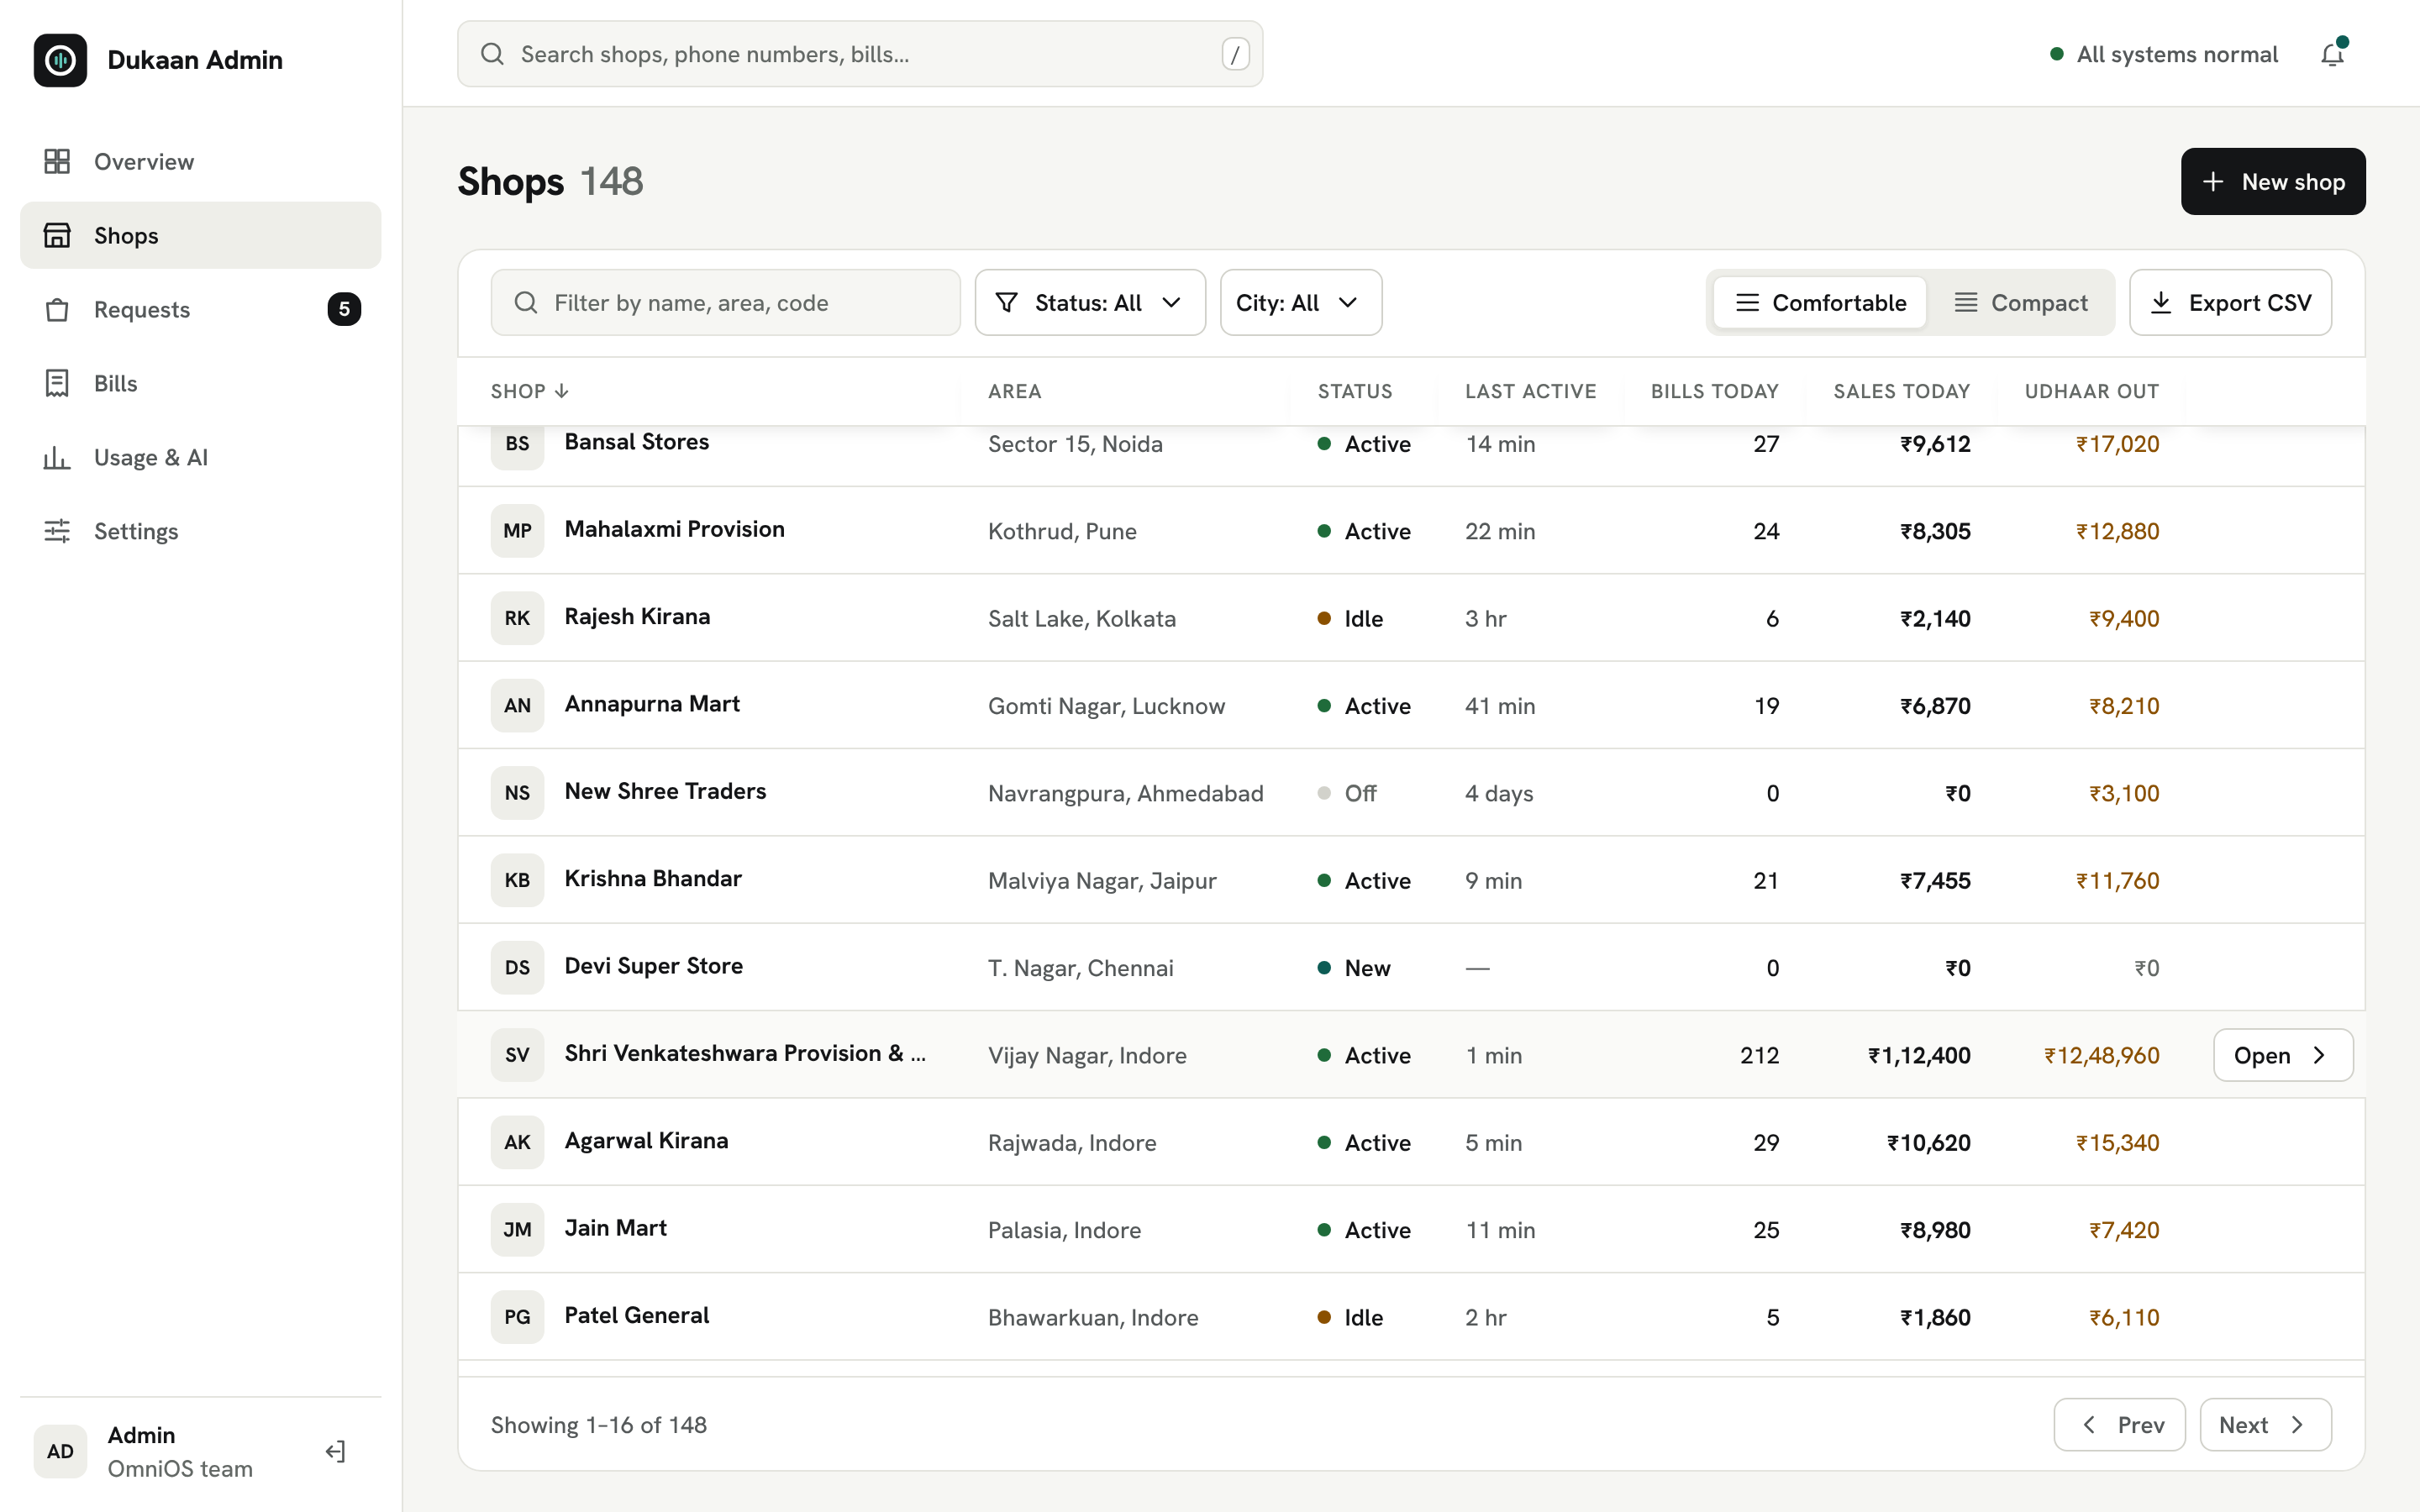 Dukaan Admin
Search shops, phone numbers, bills...
/
All systems normal
Overview
Shops
Requests 5
Bills
Usage & AI
Settings
Shops 148
New shop
Filter by name, area, code
Status: All
City: All
Comfortable
Compact
Export CSV
SHOP AREA STATUS LAST ACTIVE BILLS TODAY SALES TODAY UDHAAR OUT
BS Bansal Stores Sector 15, Noida Active 14 min 27 ₹9,612 ₹17,020
MP Mahalaxmi Provision Kothrud, Pune Active 22 min 24 ₹8,305 ₹12,880
RK Rajesh Kirana Salt Lake, Kolkata Idle 3 hr 6 ₹2,140 ₹9,400
AN Annapurna Mart Gomti Nagar, Lucknow Active 41 min 19 ₹6,870 ₹8,210
NS New Shree Traders Navrangpura, Ahmedabad Off 4 days 0 ₹0 ₹3,100
KB Krishna Bhandar Malviya Nagar, Jaipur Active 9 min 21 ₹7,455 ₹11,760
DS Devi Super Store T. Nagar, Chennai New — 0 ₹0 ₹0
SV Shri Venkateshwara Provision & ... Vijay Nagar, Indore Active 1 min 212 ₹1,12,400 ₹12,48,960 Open
AK Agarwal Kirana Rajwada, Indore Active 5 min 29 ₹10,620 ₹15,340
JM Jain Mart Palasia, Indore Active 11 min 25 ₹8,980 ₹7,420
PG Patel General Bhawarkuan, Indore Idle 2 hr 5 ₹1,860 ₹6,110
Showing 1–16 of 148
Prev
Next
AD
Admin
OmniOS team